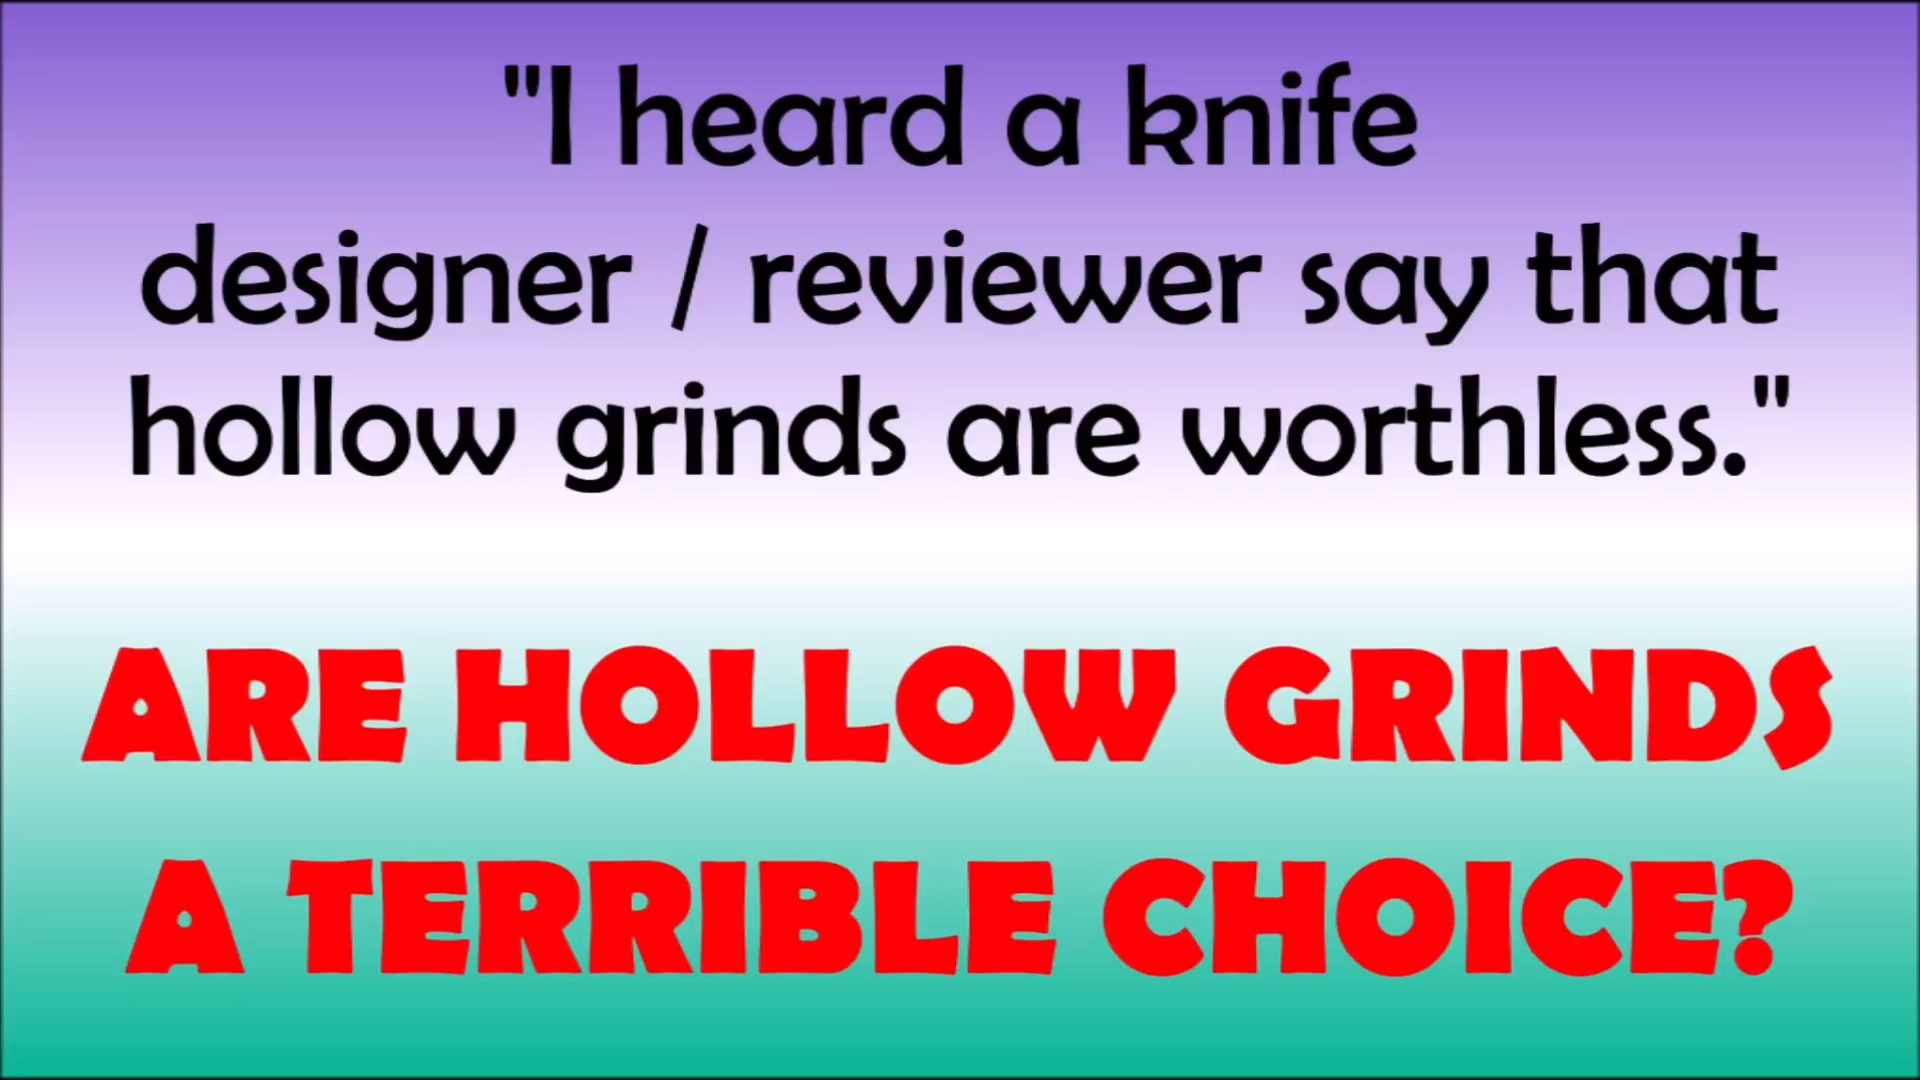 "I heard a knife
designer / reviewer say that
hollow grinds are worthless."
ARE HOLLOW GRINDS
A TERRIBLE CHOICE?